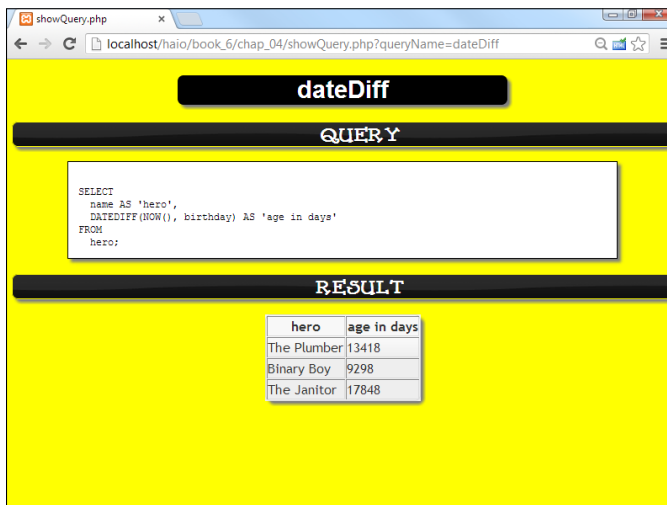 showQuery.php
localhost/haio/book_6/chap_04/showQuery.php?queryName=dateDiff
dateDiff
QUERY
SELECT
name AS 'hero',
DATEDIFF(NOW(), birthday) AS 'age in days'
FROM
hero;
RESULT
hero age in days
The Plumber 13418
Binary Boy 9298
The Janitor 17848